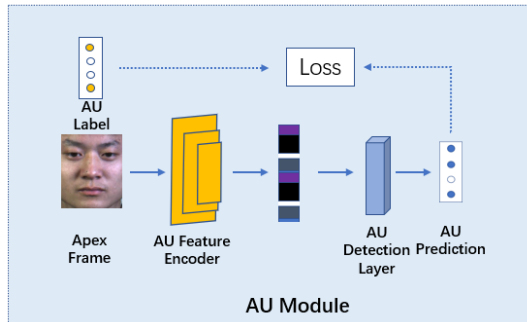 Loss
AU
Label
Apex
Frame
AU Feature
Encoder
AU
Detection
Layer
AU
Prediction
AU Module